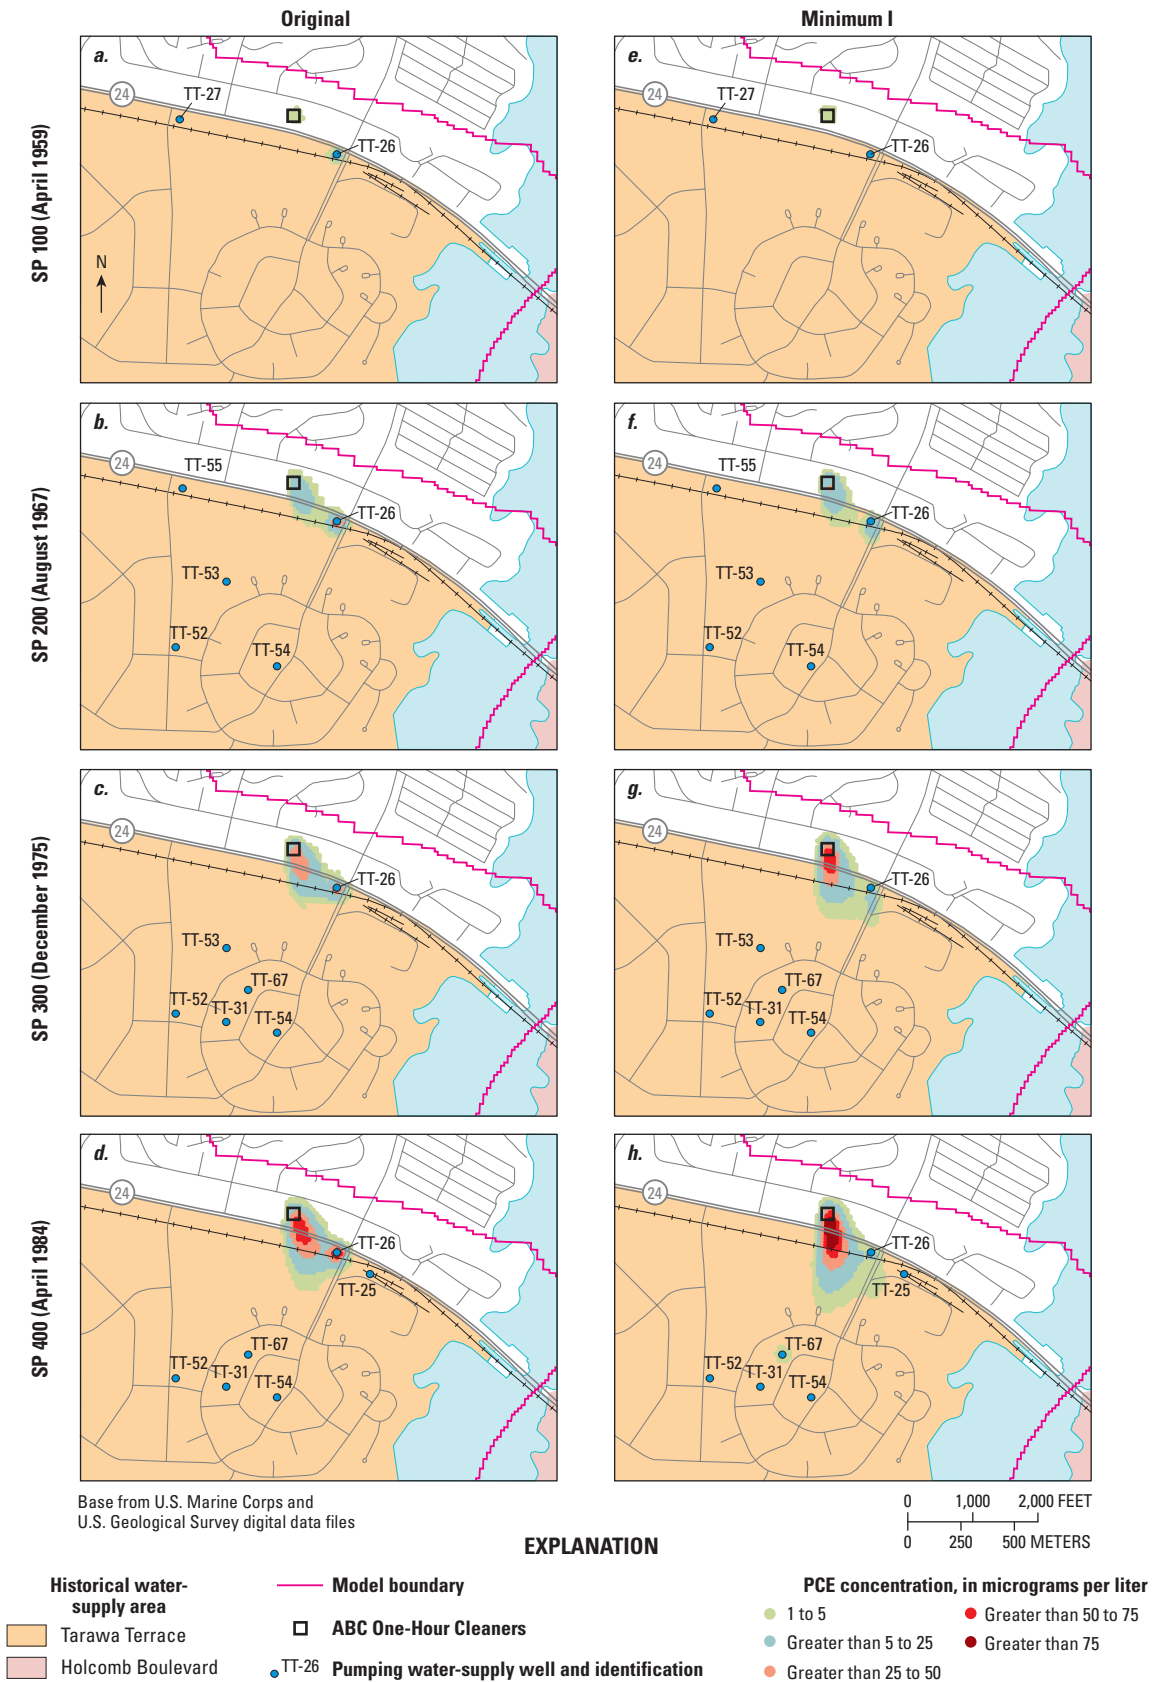 Original
Minimum I
SP 100 (April 1959)
a.
24
TT-27
TT-26
N
e.
24
TT-27
TT-26
SP 200 (August 1967)
b.
24
TT-55
TT-26
TT-53
TT-52
TT-54
f.
24
TT-55
TT-26
TT-53
TT-52
TT-54
SP 300 (December 1975)
c.
24
TT-26
TT-53
TT-67
TT-52
TT-31
TT-54
g.
24
TT-26
TT-53
TT-67
TT-52
TT-31
TT-54
SP 400 (April 1984)
d.
24
TT-26
TT-25
TT-67
TT-52
TT-31
TT-54
h.
24
TT-26
TT-25
TT-67
TT-52
TT-31
TT-54
Base from U.S. Marine Corps and
U.S. Geological Survey digital data files
0 1,000 2,000 FEET
0 250 500 METERS
EXPLANATION
Historical water-
supply area
Tarawa Terrace
Holcomb Boulevard
Model boundary
ABC One-Hour Cleaners
TT-26 Pumping water-supply well and identification
PCE concentration, in micrograms per liter
1 to 5
Greater than 5 to 25
Greater than 25 to 50
Greater than 50 to 75
Greater than 75